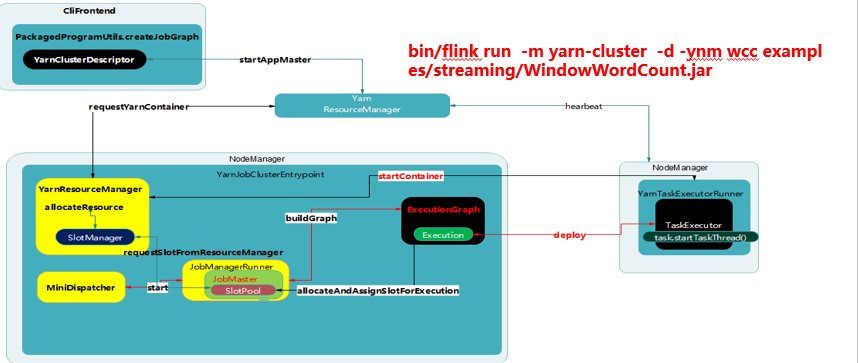 CliFrontend
PackagedProgramUtils.createJobGraph
YarnClusterDescriptor
startAppMaster
bin/flink run -m yarn-cluster -d -ynm wcc exampl
es/streaming/WindowWordCount.jar
requestYarnContainer
Yarn
ResourceManager
hearbeat
NodeManager
YarnJobClusterEntrypoint
startContainer
NodeManager
YarnResourceManager
allocateResource
SlotManager
buildGraph
ExecutionGraph
Execution
deploy
YarnTaskExecutorRunner
TaskExecutor
task.startTaskThread()
requestSlotFromResourceManager
JobManagerRunner
JobMaster
SlotPool
MiniDispatcher
start
allocateAndAssignSlotForExecution